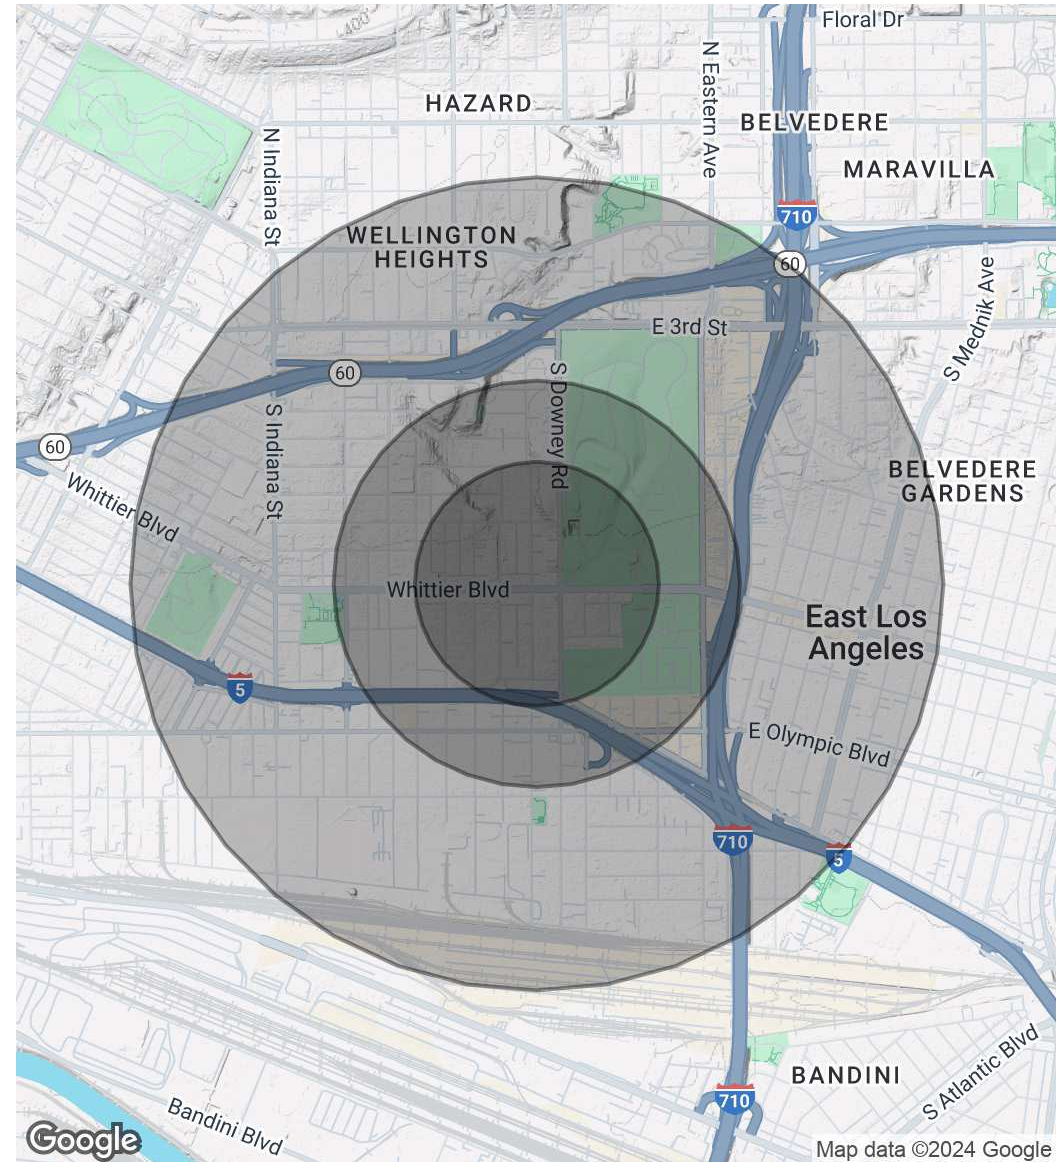 Floral Dr
HAZARD
N Eastern Ave
BELVEDERE
N Indiana St
MARAVILLA
710
WELLINGTON
HEIGHTS
60
S Mednik Ave
E 3rd St
60
S Downey Rd
S Indiana St
60
BELVEDERE
GARDENS
Whittier Blvd
Whittier Blvd
East Los
Angeles
5
E Olympic Blvd
710
5
BANDINI
S Atlantic Blvd
710
Bandini Blvd
Google
Map data ©2024 Google